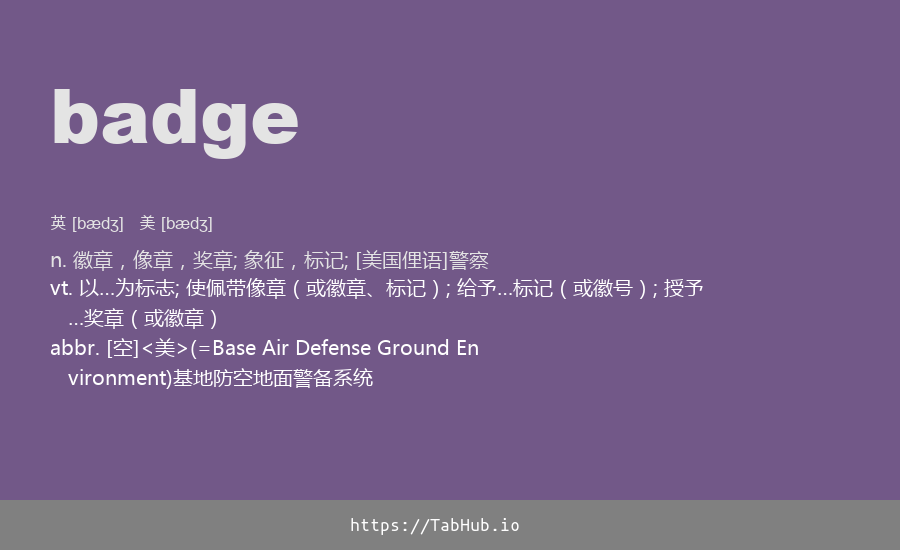 badge
英 [bædʒ] 美 [bædʒ]
n. 徽章，像章，奖章; 象征，标记; [美国俚语]警察
vt. 以…为标志; 使佩带像章（或徽章、标记）; 给予…标记（或徽号）; 授予
…奖章（或徽章）
abbr. [空]<美>(=Base Air Defense Ground En
vironment)基地防空地面警备系统
https://TabHub.io